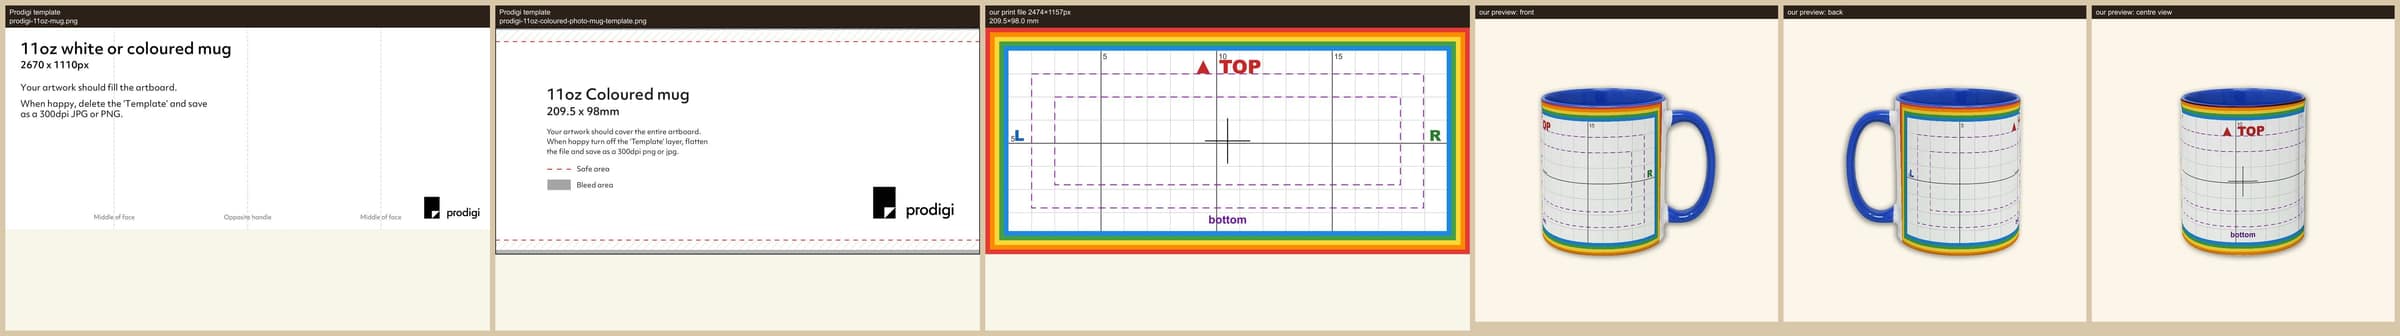 Prodigi template
prodigi-11oz-mug.png
11oz white or coloured mug
2670 x 1110px
Your artwork should fill the artboard.
When happy, delete the 'Template' and save
as a 300dpi JPG or PNG.
Middle of face
Opposite handle
Middle of face
prodigi
Prodigi template
prodigi-11oz-coloured-photo-mug-template.png
11oz Coloured mug
209.5 x 98mm
Your artwork should cover the entire artboard.
When happy turn off the 'Template' layer, flatten
the file and save as a 300dpi png or jpg.
Safe area
Bleed area
prodigi
our print file 2474×1157px
209.5×98.0 mm
5
10
15
▲ TOP
5
L
R
bottom
our preview: front
OP
15
R
our preview: back
5
L
our preview: centre view
▲ TOP
bottom